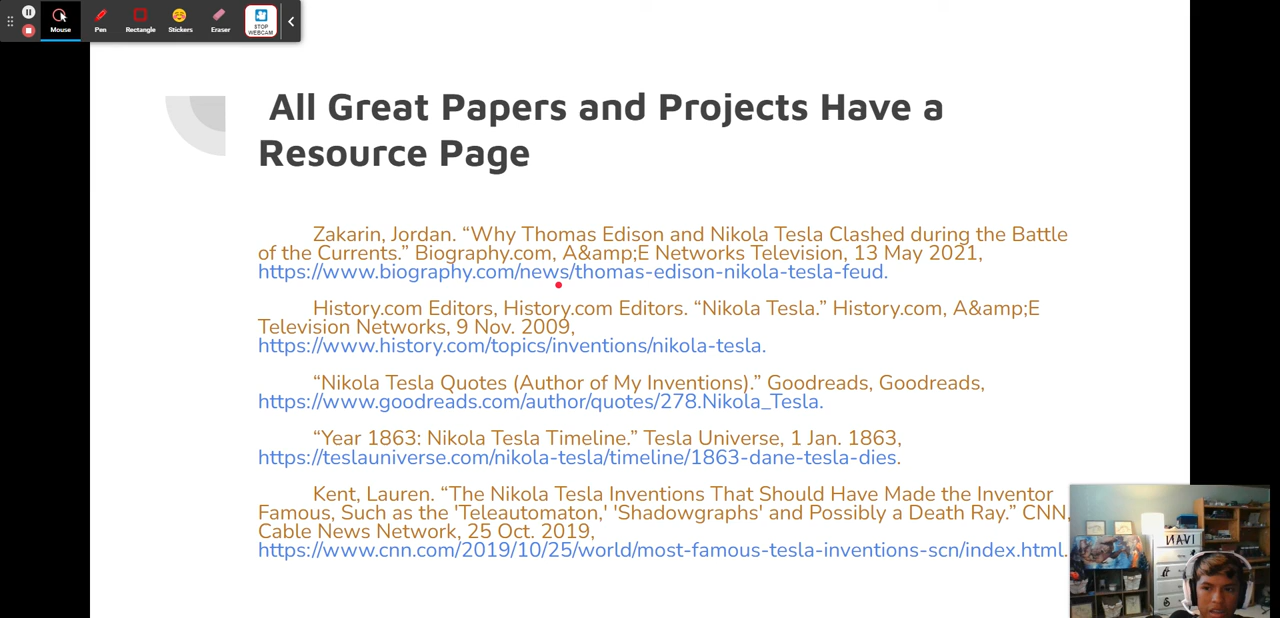 Mouse
Pen
Rectangle
Stickers
Eraser
STOP
WEBCAM
All Great Papers and Projects Have a
Resource Page
Zakarin, Jordan. “Why Thomas Edison and Nikola Tesla Clashed during the Battle
of the Currents.” Biography.com, A&amp;E Networks Television, 13 May 2021,
https://www.biography.com/news/thomas-edison-nikola-tesla-feud.
History.com Editors, History.com Editors. “Nikola Tesla.” History.com, A&amp;E
Television Networks, 9 Nov. 2009,
https://www.history.com/topics/inventions/nikola-tesla.
“Nikola Tesla Quotes (Author of My Inventions).” Goodreads, Goodreads,
https://www.goodreads.com/author/quotes/278.Nikola_Tesla.
“Year 1863: Nikola Tesla Timeline.” Tesla Universe, 1 Jan. 1863,
https://teslauniverse.com/nikola-tesla/timeline/1863-dane-tesla-dies.
Kent, Lauren. “The Nikola Tesla Inventions That Should Have Made the Inventor
Famous, Such as the 'Teleautomaton,' 'Shadowgraphs' and Possibly a Death Ray.” CNN,
Cable News Network, 25 Oct. 2019,
https://www.cnn.com/2019/10/25/world/most-famous-tesla-inventions-scn/index.html.